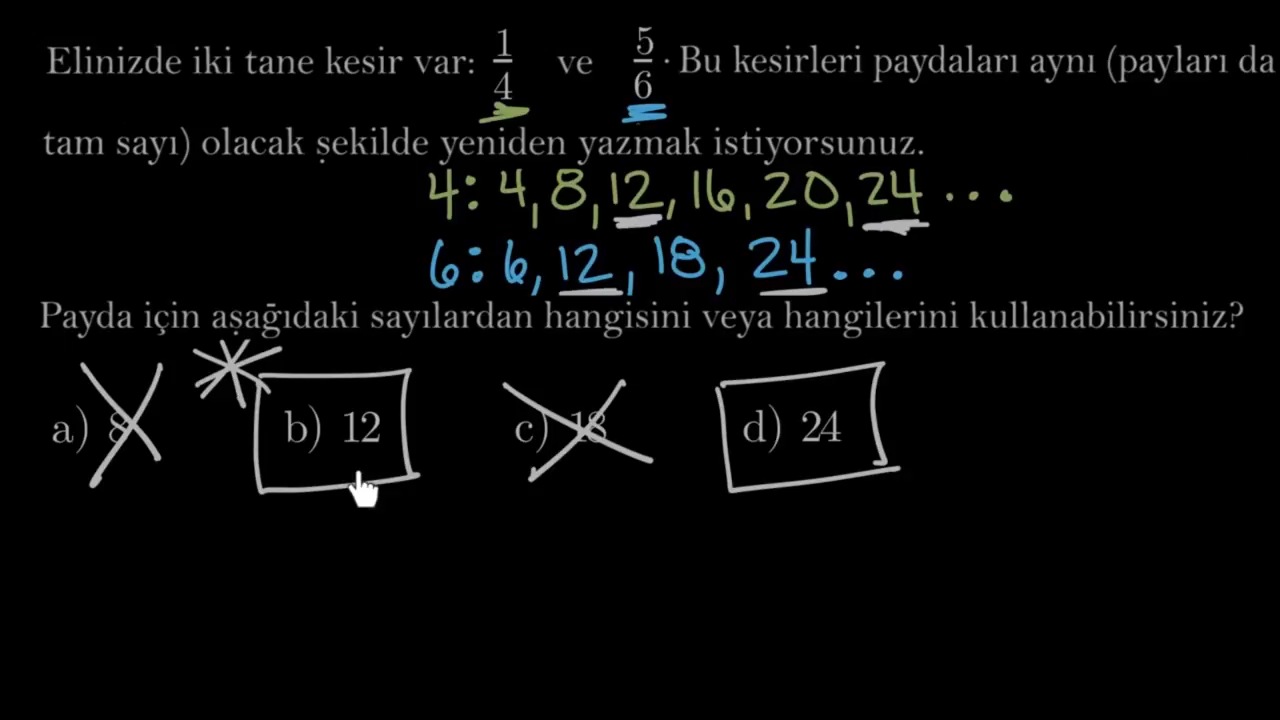 Elinizde iki tane kesir var: 1/4 ve 5/6. Bu kesirleri paydaları aynı (payları da
tam sayı) olacak şekilde yeniden yazmak istiyorsunuz.
4: 4, 8, 12, 16, 20, 24 ...
6: 6, 12, 18, 24 ...
Payda için aşağıdaki sayılardan hangisini veya hangilerini kullanabilirsiniz?
a) 8 b) 12 c) 18 d) 24